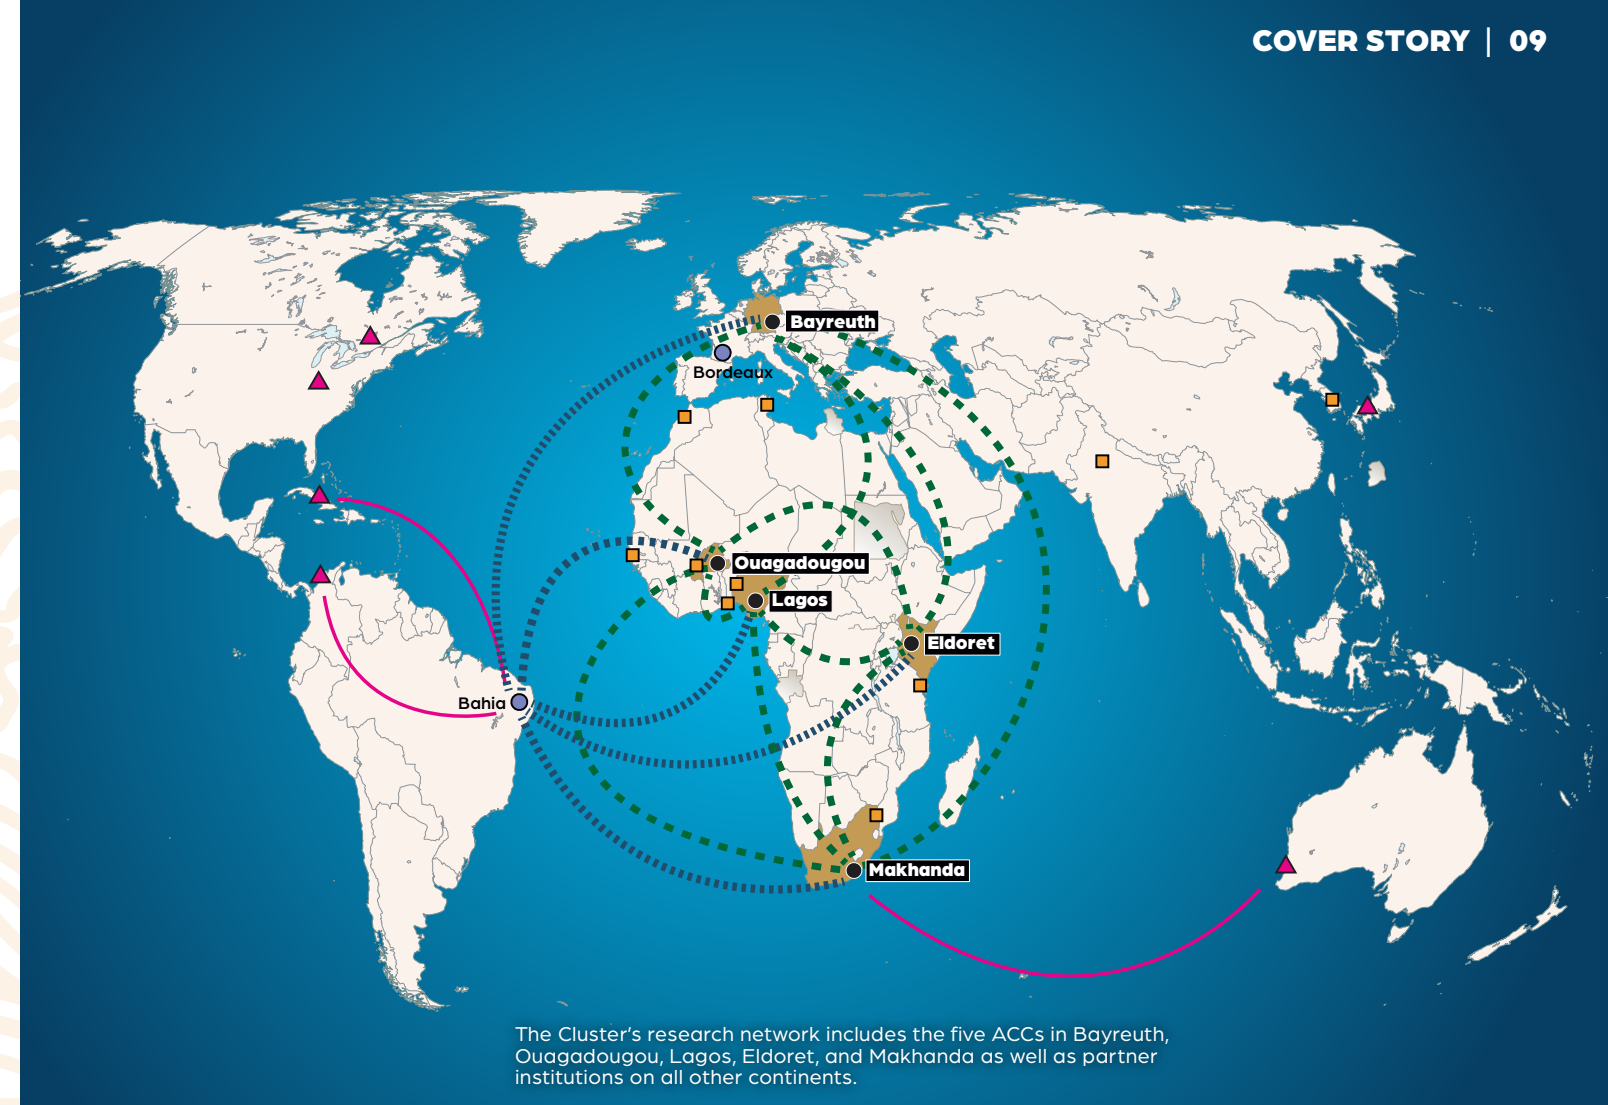 COVER STORY | 09
Bayreuth
Bordeaux
Ouagadougou
Lagos
Eldoret
Bahia
Makhanda
The Cluster's research network includes the five ACCs in Bayreuth,
Ouagadougou, Lagos, Eldoret, and Makhanda as well as partner
institutions on all other continents.